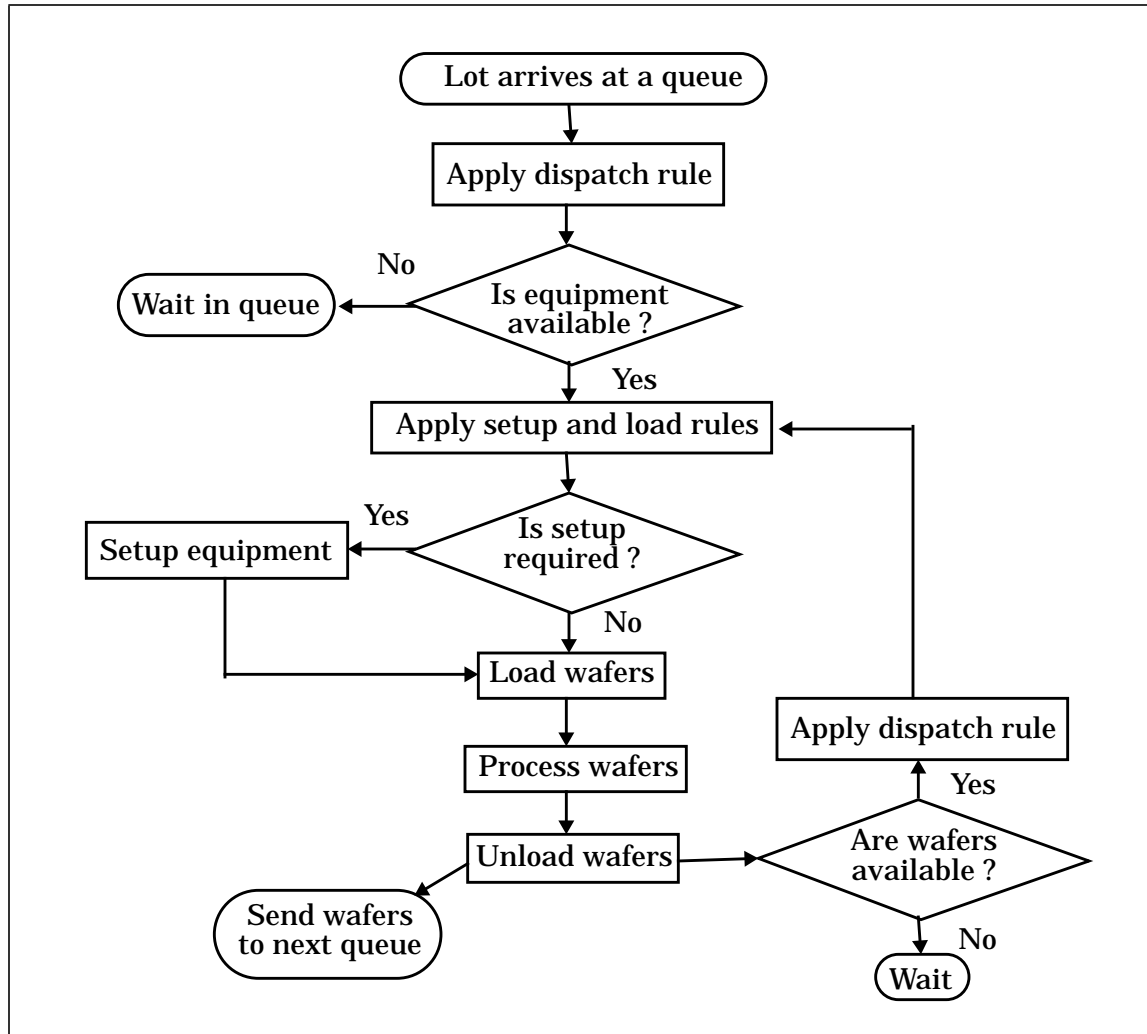 Lot arrives at a queue
Apply dispatch rule
No
Wait in queue
Is equipment
available ?
Yes
Apply setup and load rules
Yes
Is setup
required ?
Setup equipment
No
Load wafers
Apply dispatch rule
Process wafers
Yes
Unload wafers
Are wafers
available ?
Send wafers
to next queue
No
Wait